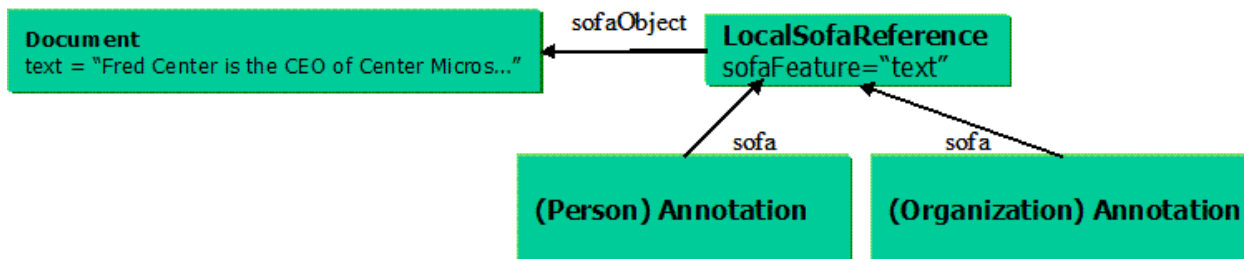 sofaObject
Document
text = “Fred Center is the CEO of Center Micros...”
LocalSofaReference
sofaFeature=“text”
sofa
sofa
(Person) Annotation
(Organization) Annotation